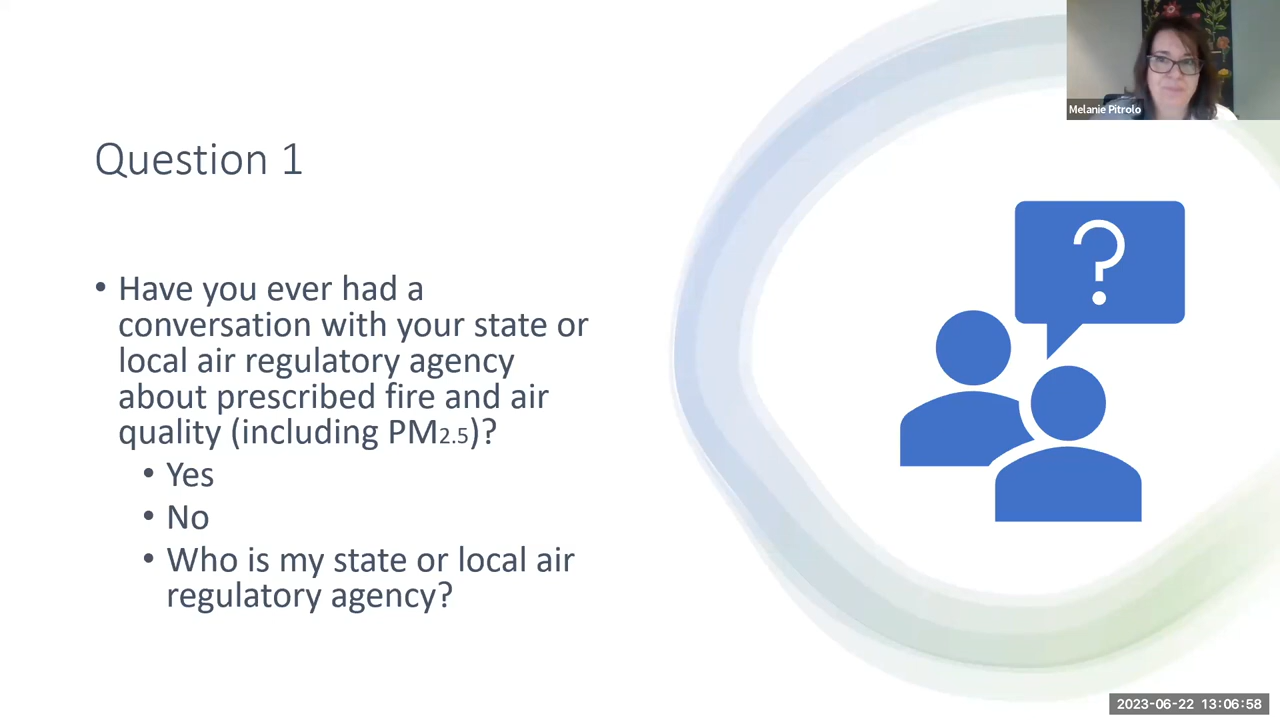 Melanie Pitrolo
Question 1
?
• Have you ever had a
conversation with your state or
local air regulatory agency
about prescribed fire and air
quality (including PM2.5)?
• Yes
• No
• Who is my state or local air
regulatory agency?
2023-06-22 13:06:58